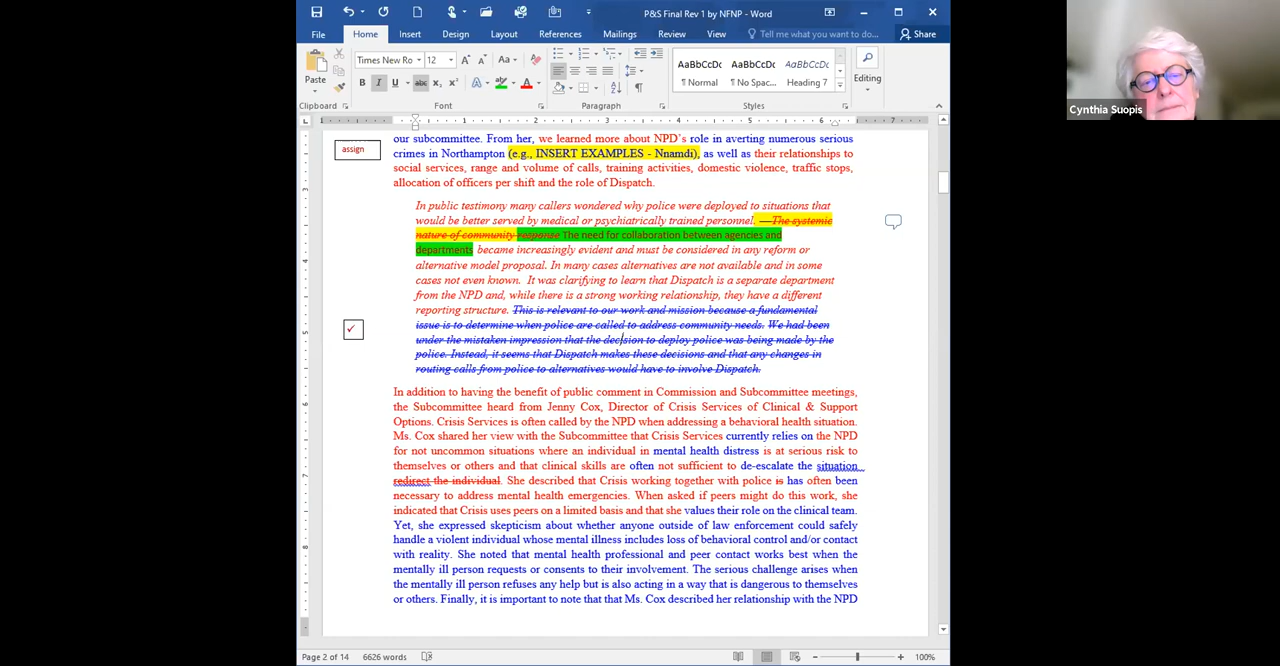 P&S Final Rev 1 by NFNP - Word
File Home Insert Design Layout References Mailings Review View Tell me what you want to do... Share
Paste
Times New Ro 12
B I U abc X₂ X²
AaBbCcDc AaBbCcDc AaBbCcDc
¶ Normal ¶ No Spac... Heading 7
Editing
Clipboard Font Paragraph Styles
Cynthia Suopis
1 1 2 3 4 5 6 7
assign
our subcommittee. From her, we learned more about NPD's role in averting numerous serious
crimes in Northampton (e.g., INSERT EXAMPLES - Nnamdi), as well as their relationships to
social services, range and volume of calls, training activities, domestic violence, traffic stops,
allocation of officers per shift and the role of Dispatch.
In public testimony many callers wondered why police were deployed to situations that
would be better served by medical or psychiatrically trained personnel. —The systemic
nature of community response The need for collaboration between agencies and
departments became increasingly evident and must be considered in any reform or
alternative model proposal. In many cases alternatives are not available and in some
cases not even known. It was clarifying to learn that Dispatch is a separate department
from the NPD and, while there is a strong working relationship, they have a different
reporting structure. This is relevant to our work and mission because a fundamental
issue is to determine when police are called to address community needs. We had been
under the mistaken impression that the decision to deploy police was being made by the
police. Instead, it seems that Dispatch makes these decisions and that any changes in
routing calls from police to alternatives would have to involve Dispatch.
In addition to having the benefit of public comment in Commission and Subcommittee meetings,
the Subcommittee heard from Jenny Cox, Director of Crisis Services of Clinical & Support
Options. Crisis Services is often called by the NPD when addressing a behavioral health situation.
Ms. Cox shared her view with the Subcommittee that Crisis Services currently relies on the NPD
for not uncommon situations where an individual in mental health distress is at serious risk to
themselves or others and that clinical skills are often not sufficient to de-escalate the situation
redirect the individual. She described that Crisis working together with police is has often been
necessary to address mental health emergencies. When asked if peers might do this work, she
indicated that Crisis uses peers on a limited basis and that she values their role on the clinical team.
Yet, she expressed skepticism about whether anyone outside of law enforcement could safely
handle a violent individual whose mental illness includes loss of behavioral control and/or contact
with reality. She noted that mental health professional and peer contact works best when the
mentally ill person requests or consents to their involvement. The serious challenge arises when
the mentally ill person refuses any help but is also acting in a way that is dangerous to themselves
or others. Finally, it is important to note that that Ms. Cox described her relationship with the NPD
Page 2 of 14 6626 words 100%